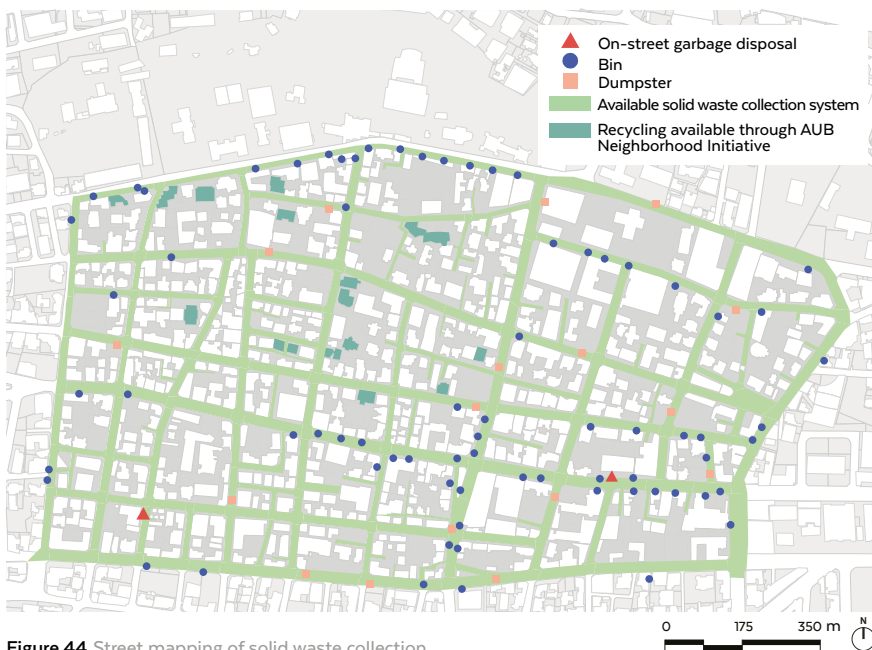 On-street garbage disposal
Bin
Dumpster
Available solid waste collection system
Recycling available through AUB
Neighborhood Initiative
0 175 350 m
N
Figure 44 Street mapping of solid waste collection